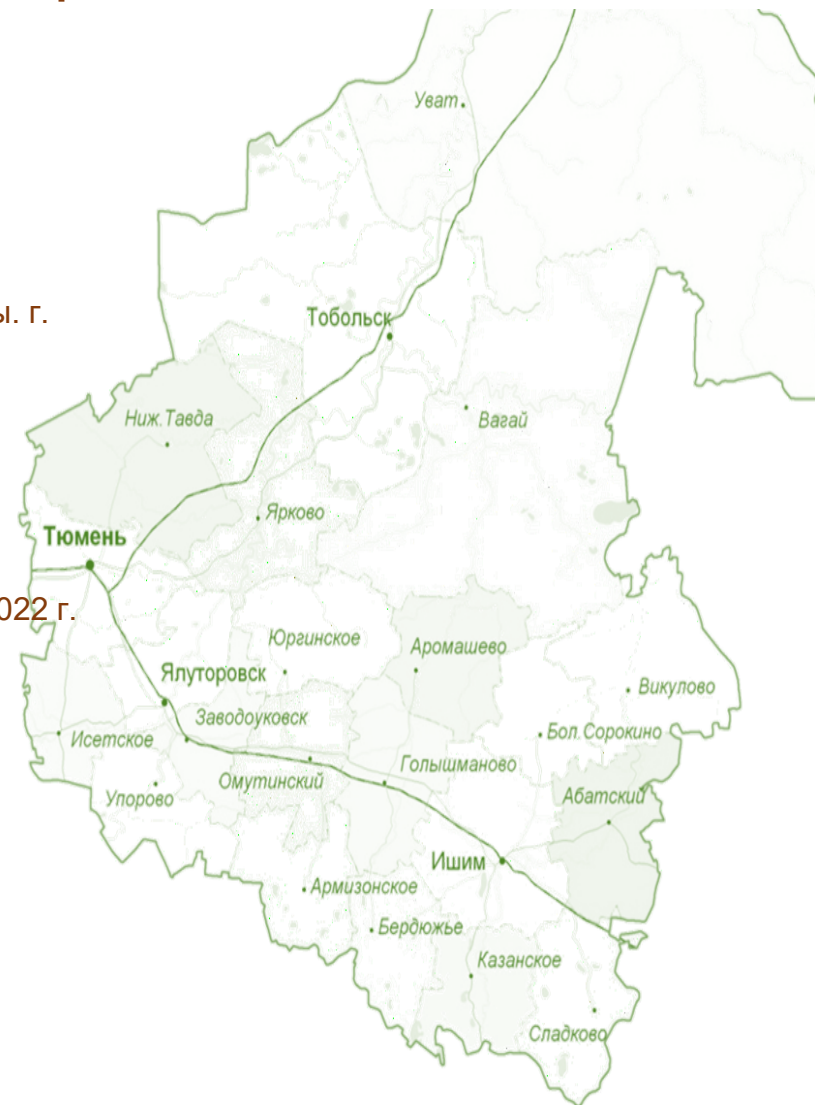 Уват
ы. г.
Тобольск
Ниж.Тавда
Вагай
Ярково
Тюмень
022 г.
Юргинское
Аромашево
Ялуторовск
Викулово
Заводоуковск
Исетское
Бол.Сорокино
Голышманово
Омутинский
Упорово
Абатский
Ишим
Армизонское
Бердюжье
Казанское
Сладково